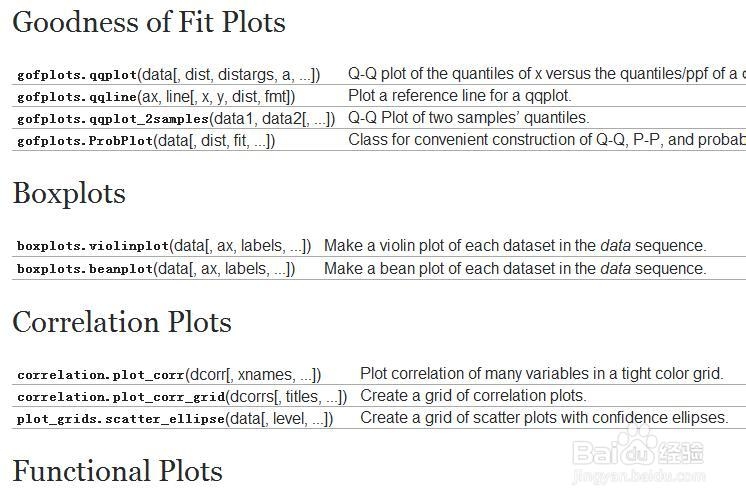 Goodness of Fit Plots
gofplots.qqplot(data[, dist, distargs, a, ...]) Q-Q plot of the quantiles of x versus the quantiles/ppf of a
gofplots.qqline(ax, line[, x, y, dist, fmt]) Plot a reference line for a qqplot.
gofplots.qqplot_2samples(data1, data2[, ...]) Q-Q Plot of two samples' quantiles.
gofplots.ProbPlot(data[, dist, fit, ...]) Class for convenient construction of Q-Q, P-P, and probab
Boxplots
boxplots.violinplot(data[, ax, labels, ...]) Make a violin plot of each dataset in the data sequence.
boxplots.beanplot(data[, ax, labels, ...]) Make a bean plot of each dataset in the data sequence.
Correlation Plots
correlation.plot_corr(dcorr[, xnames, ...]) Plot correlation of many variables in a tight color grid.
correlation.plot_corr_grid(dcorrs[, titles, ...]) Create a grid of correlation plots.
plot_grids.scatter_ellipse(data[, level, ...]) Create a grid of scatter plots with confidence ellipses.
Functional Plots
Baidu 经验
jingyan.baidu.com